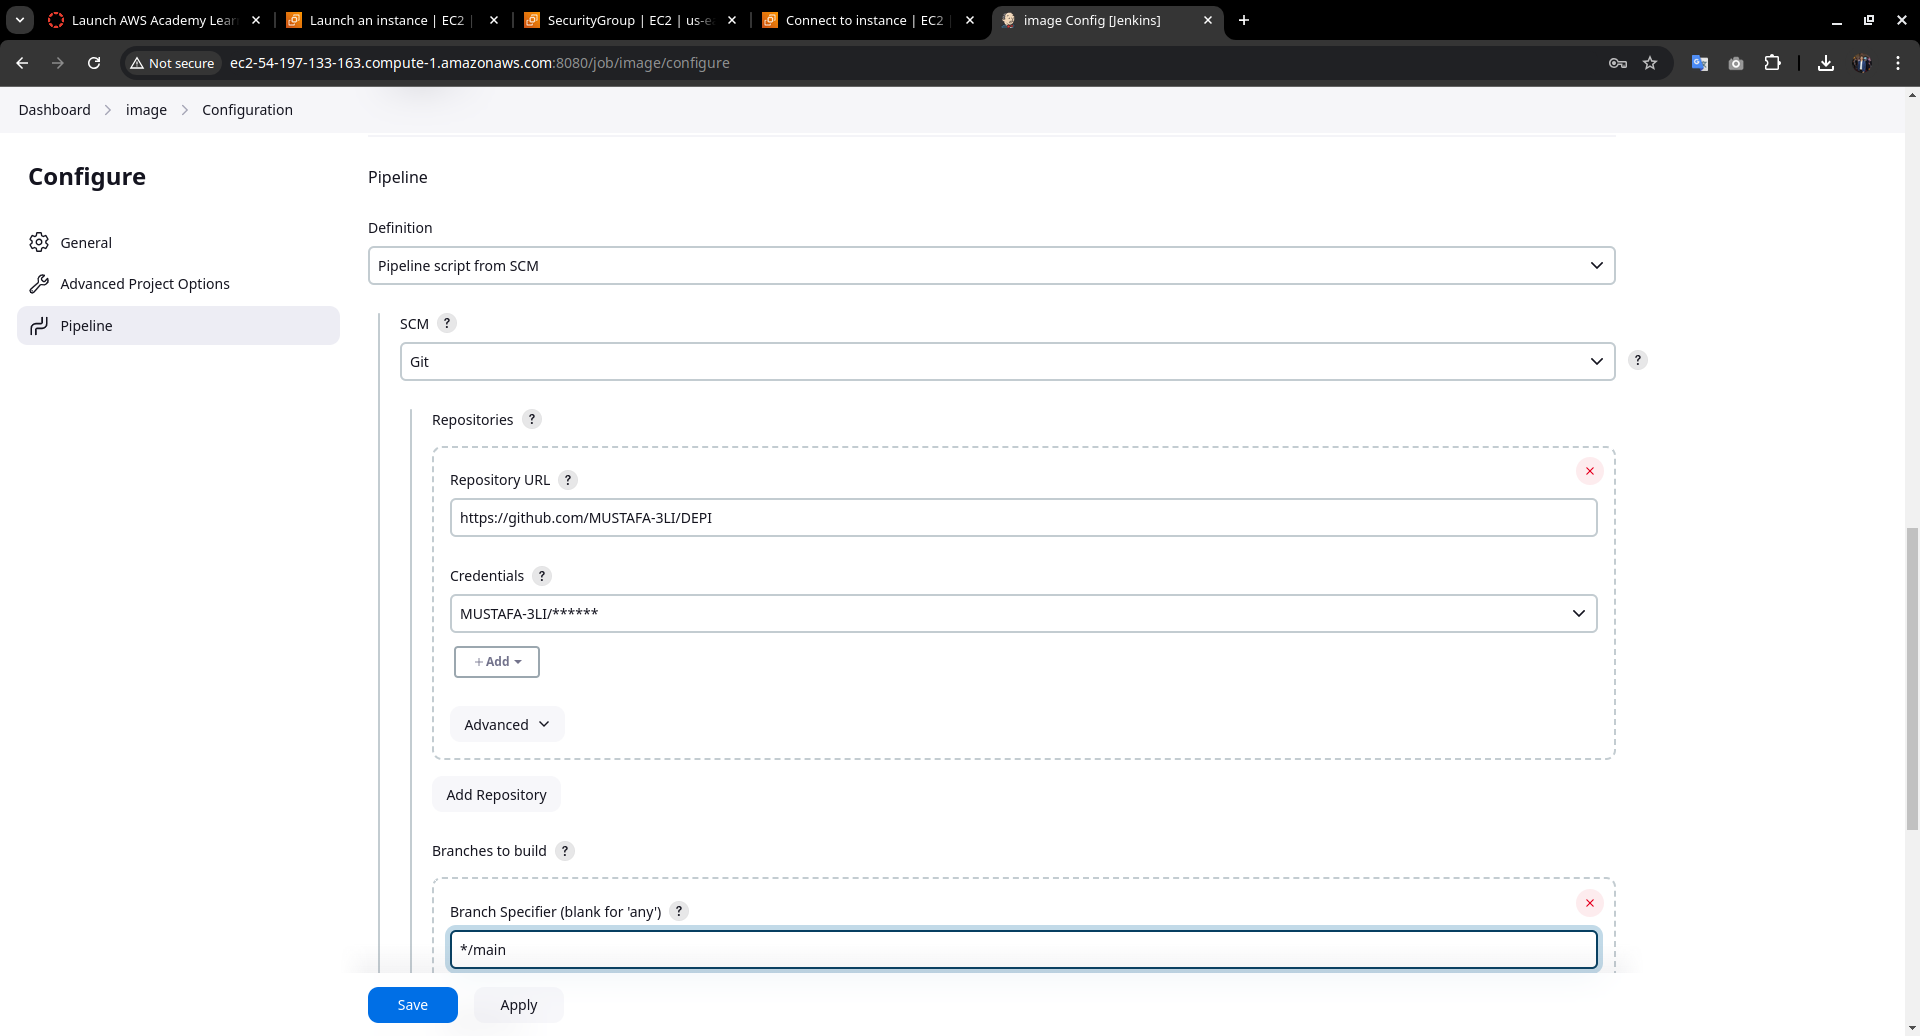 Launch AWS Academy Lear
Launch an instance | EC2 |
SecurityGroup | EC2 | us-e
Connect to instance | EC2 |
image Config [Jenkins]
Not secure
ec2-54-197-133-163.compute-1.amazonaws.com:8080/job/image/configure
Dashboard
image
Configuration
Configure
General
Advanced Project Options
Pipeline
Pipeline
Definition
Pipeline script from SCM
SCM ?
Git
?
Repositories ?
Repository URL ?
https://github.com/MUSTAFA-3LI/DEPI
Credentials ?
MUSTAFA-3LI/******
+ Add
Advanced
Add Repository
Branches to build ?
Branch Specifier (blank for 'any') ?
*/main
Save
Apply